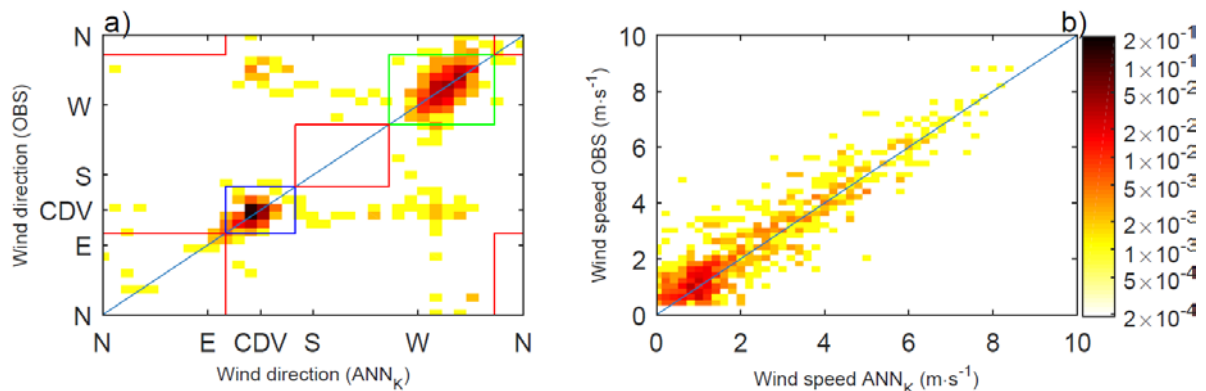 a)
N
W
S
CDV
E
N
N E CDV S W N
Wind direction (OBS)
Wind direction (ANN_K)
b)
10
8
6
4
2
0
0 2 4 6 8 10
Wind speed OBS (m·s⁻¹)
Wind speed ANN_K (m·s⁻¹)
2×10⁻¹
1×10⁻¹
5×10⁻²
2×10⁻²
1×10⁻²
5×10⁻³
2×10⁻³
1×10⁻³
5×10⁻⁴
2×10⁻⁴